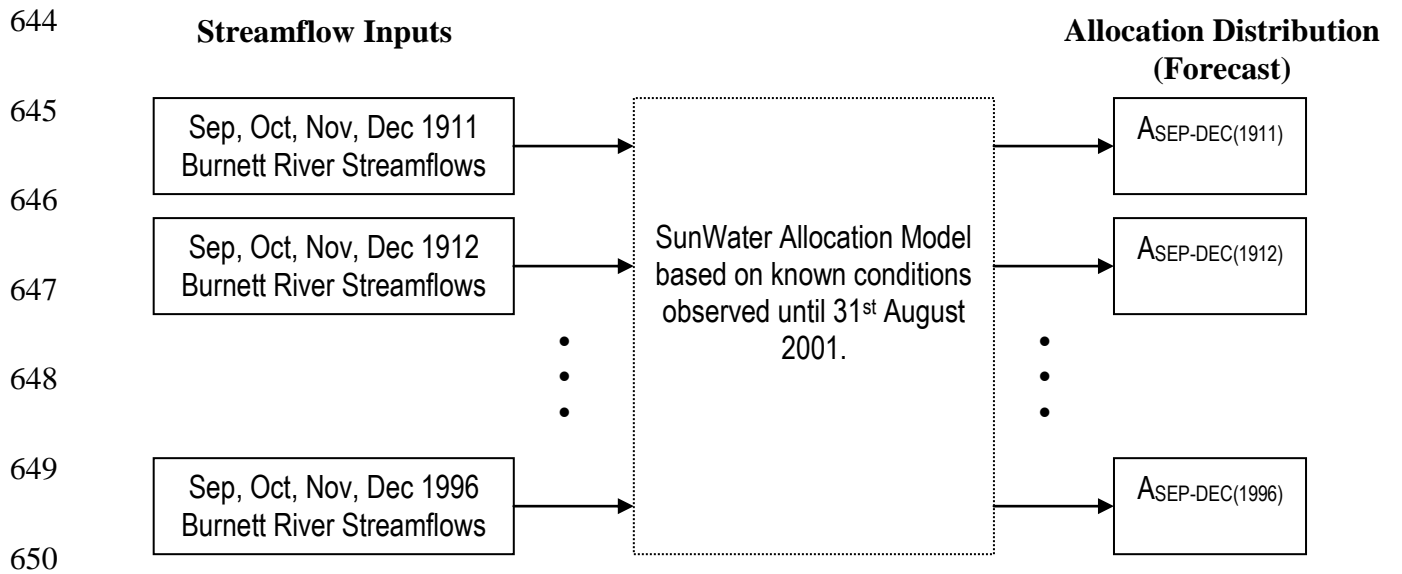 644
Streamflow Inputs
Allocation Distribution
(Forecast)
645
Sep, Oct, Nov, Dec 1911
Burnett River Streamflows
ASEP-DEC(1911)
646
Sep, Oct, Nov, Dec 1912
Burnett River Streamflows
SunWater Allocation Model
based on known conditions
observed until 31st August
2001.
ASEP-DEC(1912)
647
648
649
Sep, Oct, Nov, Dec 1996
Burnett River Streamflows
ASEP-DEC(1996)
650